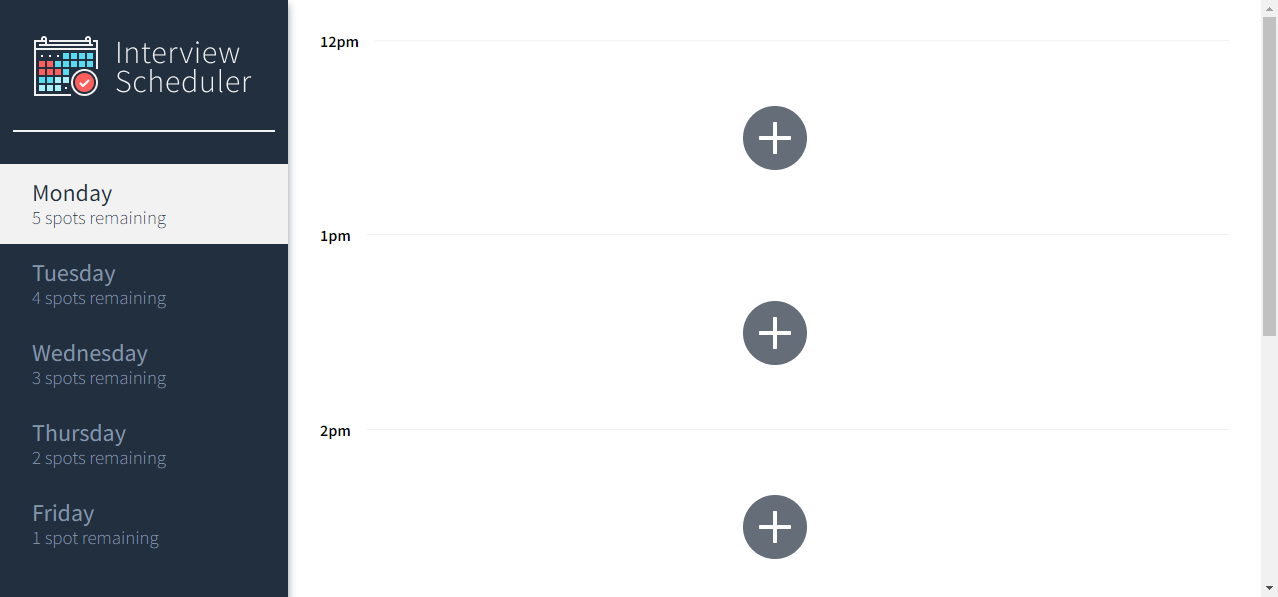 Interview
Scheduler
Monday
5 spots remaining
Tuesday
4 spots remaining
Wednesday
3 spots remaining
Thursday
2 spots remaining
Friday
1 spot remaining
12pm
1pm
2pm